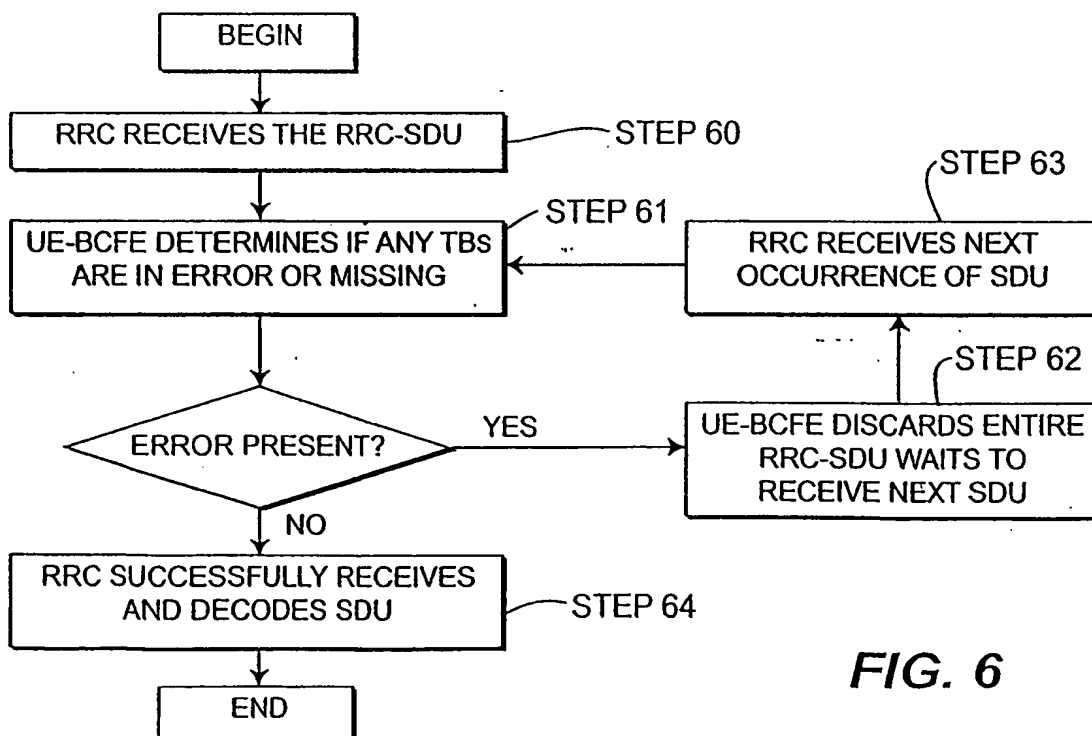 BEGIN
RRC RECEIVES THE RRC-SDU
STEP 60
UE-BCFE DETERMINES IF ANY TBs
ARE IN ERROR OR MISSING
STEP 61
ERROR PRESENT?
YES
NO
UE-BCFE DISCARDS ENTIRE
RRC-SDU WAITS TO
RECEIVE NEXT SDU
STEP 62
RRC RECEIVES NEXT
OCCURRENCE OF SDU
STEP 63
RRC SUCCESSFULLY RECEIVES
AND DECODES SDU
STEP 64
END
FIG. 6